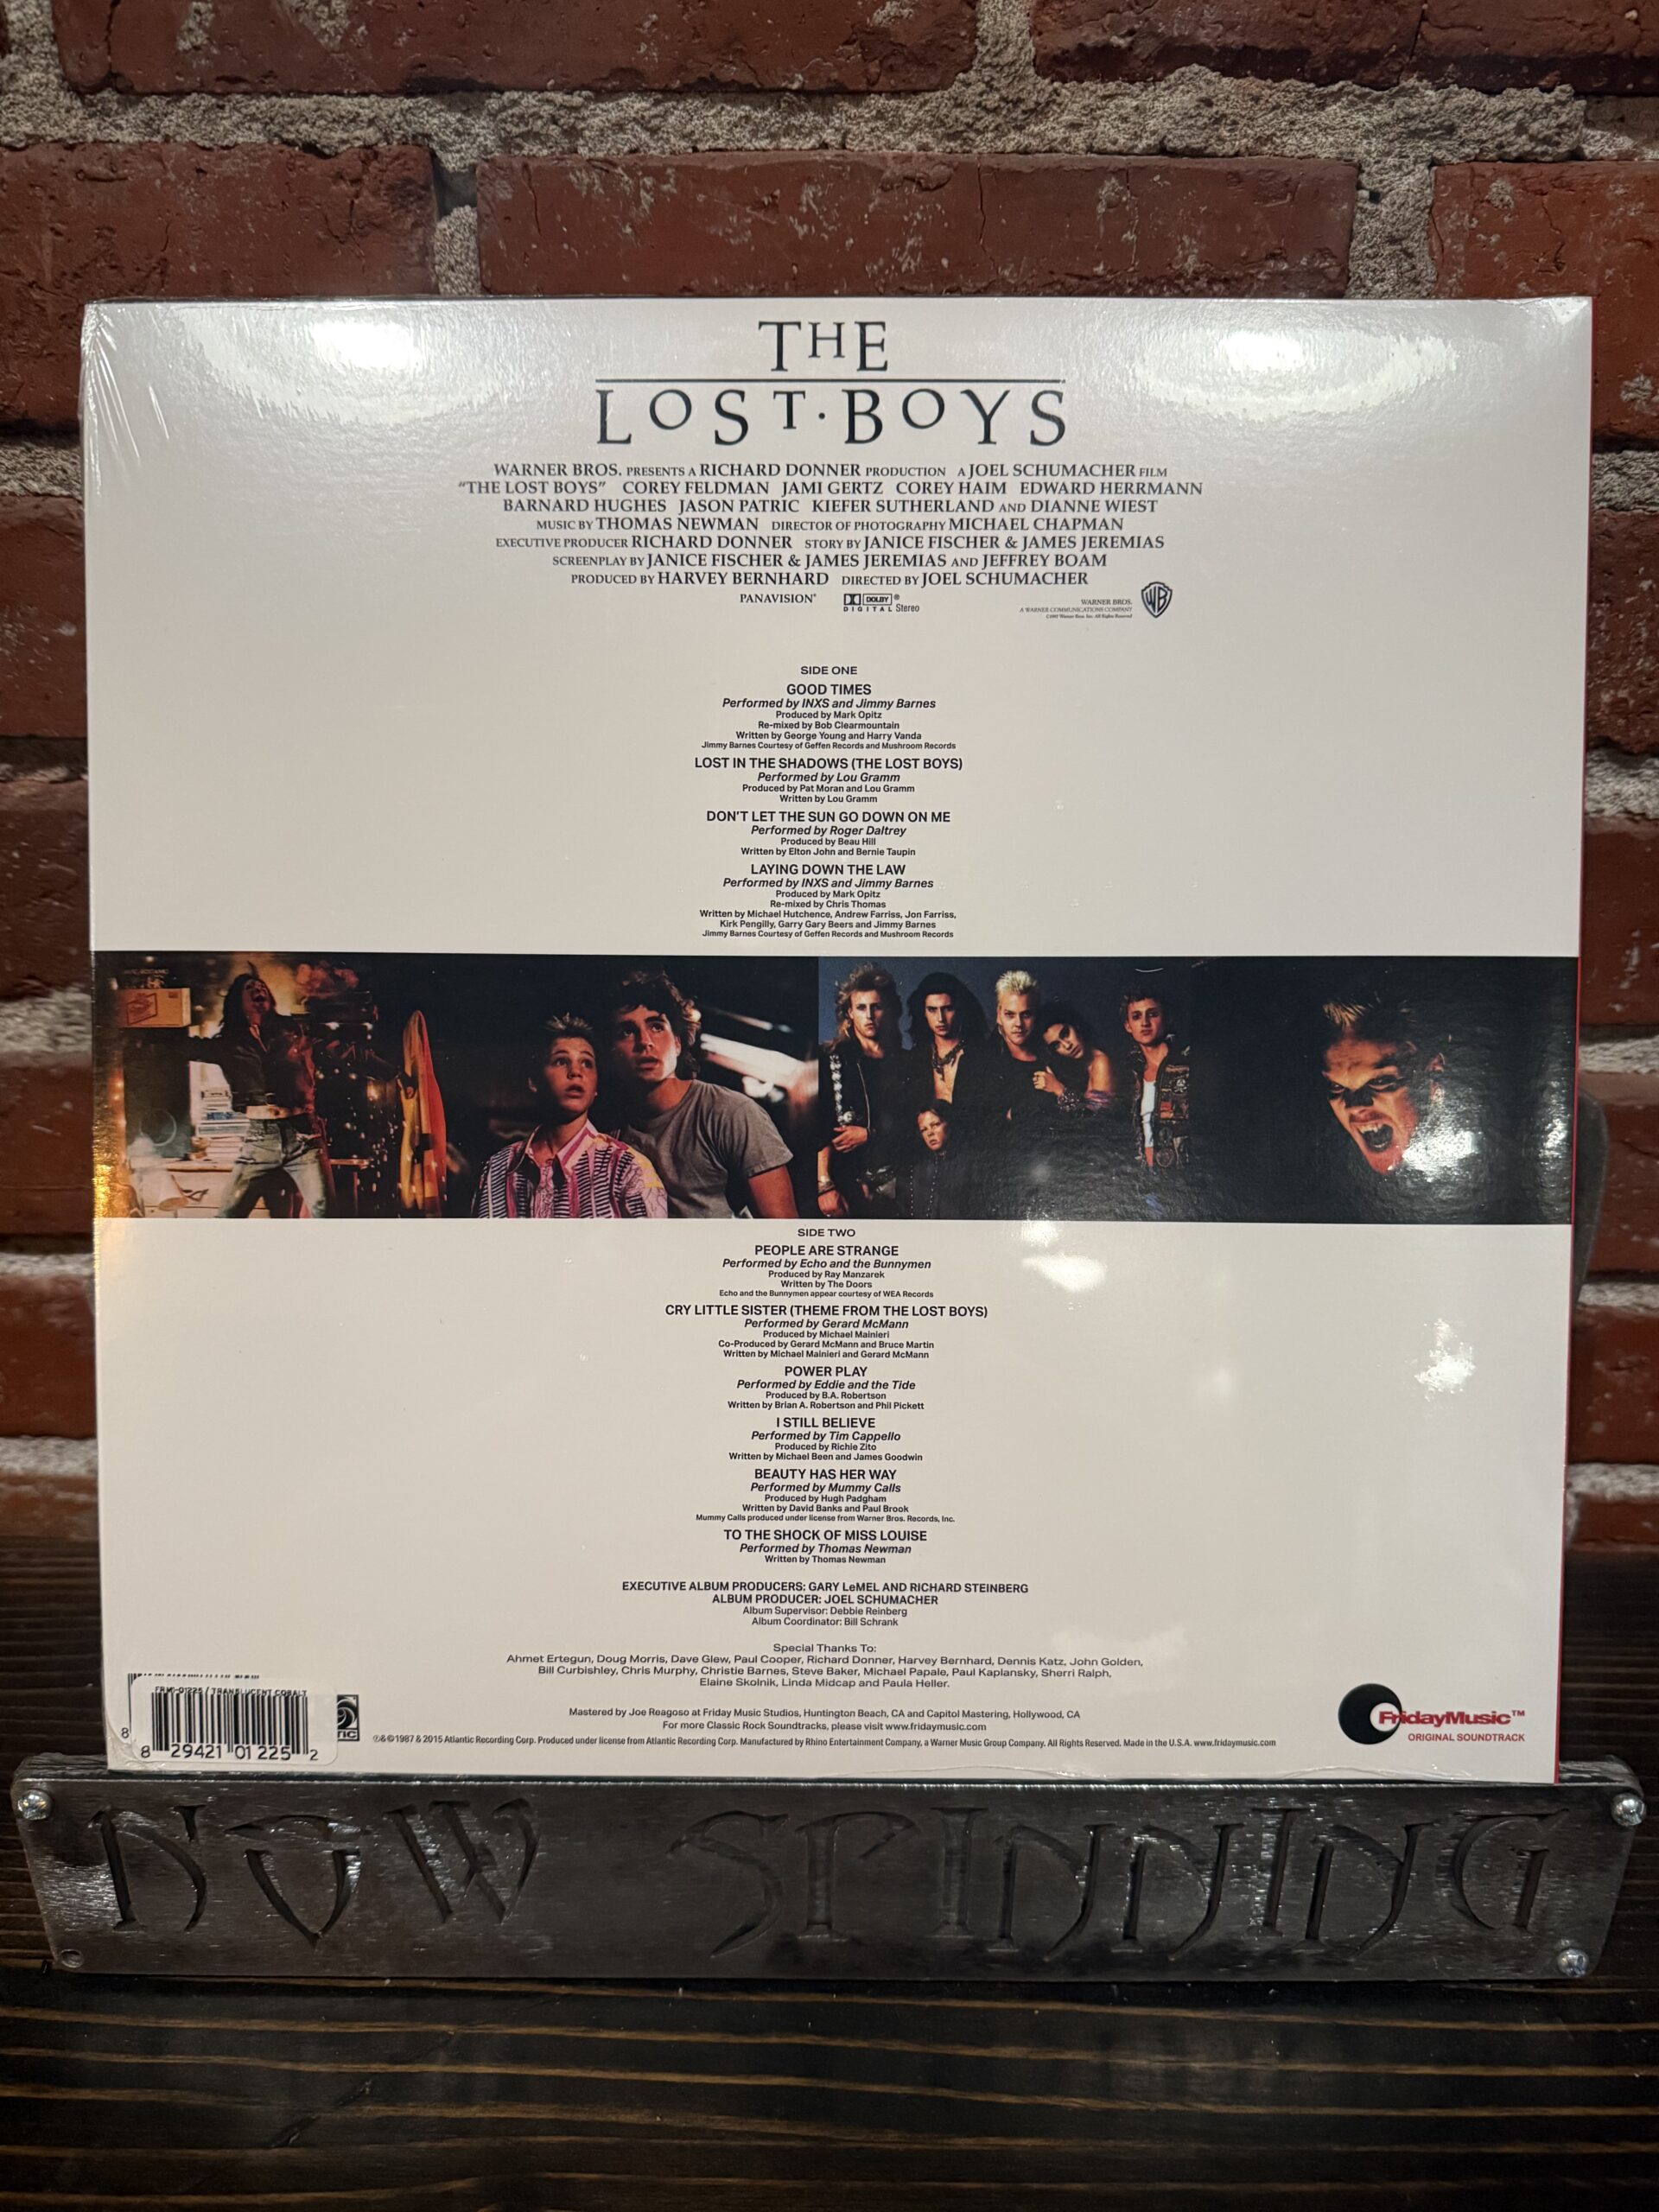 THE
LOST·BOYS
WARNER BROS. PRESENTS A RICHARD DONNER PRODUCTION A JOEL SCHUMACHER FILM
"THE LOST BOYS" COREY FELDMAN JAMI GERTZ COREY HAIM EDWARD HERRMANN
BARNARD HUGHES JASON PATRIC KIEFER SUTHERLAND AND DIANNE WIEST
MUSIC BY THOMAS NEWMAN DIRECTOR OF PHOTOGRAPHY MICHAEL CHAPMAN
EXECUTIVE PRODUCER RICHARD DONNER STORY BY JANICE FISCHER & JAMES JEREMIAS
SCREENPLAY BY JANICE FISCHER & JAMES JEREMIAS AND JEFFREY BOAM
PRODUCED BY HARVEY BERNHARD DIRECTED BY JOEL SCHUMACHER
PANAVISION® DOLBY® DIGITAL Stereo
WARNER BROS. WB
A WARNER COMMUNICATIONS COMPANY
©1987 Warner Bros. Inc. All Rights Reserved
SIDE ONE
GOOD TIMES
Performed by INXS and Jimmy Barnes
Produced by Mark Opitz
Re-mixed by Bob Clearmountain
Written by George Young and Harry Vanda
Jimmy Barnes Courtesy of Geffen Records and Mushroom Records
LOST IN THE SHADOWS (THE LOST BOYS)
Performed by Lou Gramm
Produced by Pat Moran and Lou Gramm
Written by Lou Gramm
DON'T LET THE SUN GO DOWN ON ME
Performed by Roger Daltrey
Produced by Beau Hill
Written by Elton John and Bernie Taupin
LAYING DOWN THE LAW
Performed by INXS and Jimmy Barnes
Produced by Mark Opitz
Re-mixed by Chris Thomas
Written by Michael Hutchence, Andrew Farriss, Jon Farriss,
Kirk Pengilly, Garry Gary Beers and Jimmy Barnes
Jimmy Barnes Courtesy of Geffen Records and Mushroom Records
SIDE TWO
PEOPLE ARE STRANGE
Performed by Echo and the Bunnymen
Produced by Ray Manzarek
Written by The Doors
Echo and the Bunnymen appear courtesy of WEA Records
CRY LITTLE SISTER (THEME FROM THE LOST BOYS)
Performed by Gerard McMann
Produced by Michael Mainieri
Co-Produced by Gerard McMann and Bruce Martin
Written by Michael Mainieri and Gerard McMann
POWER PLAY
Performed by Eddie and the Tide
Produced by B.A. Robertson
Written by Brian A. Robertson and Phil Pickett
I STILL BELIEVE
Performed by Tim Cappello
Produced by Richie Zito
Written by Michael Been and James Goodwin
BEAUTY HAS HER WAY
Performed by Mummy Calls
Produced by Hugh Padgham
Written by David Banks and Paul Brook
Mummy Calls produced under license from Warner Bros. Records, Inc.
TO THE SHOCK OF MISS LOUISE
Performed by Thomas Newman
Written by Thomas Newman
EXECUTIVE ALBUM PRODUCERS: GARY LeMEL AND RICHARD STEINBERG
ALBUM PRODUCER: JOEL SCHUMACHER
Album Supervisor: Debbie Reinberg
Album Coordinator: Bill Schrank
Special Thanks To:
Ahmet Ertegun, Doug Morris, Dave Glew, Paul Cooper, Richard Donner, Harvey Bernhard, Dennis Katz, John Golden,
Bill Curbishley, Chris Murphy, Christie Barnes, Steve Baker, Michael Papale, Paul Kaplansky, Sherri Ralph,
Elaine Skolnik, Linda Midcap and Paula Heller.
Mastered by Joe Reagoso at Friday Music Studios, Huntington Beach, CA and Capitol Mastering, Hollywood, CA
For more Classic Rock Soundtracks, please visit www.fridaymusic.com
℗&©1987 & 2015 Atlantic Recording Corp. Produced under license from Atlantic Recording Corp. Manufactured by Rhino Entertainment Company, a Warner Music Group Company. All Rights Reserved. Made in the U.S.A. www.fridaymusic.com
FRM-01225 / TRANSLUCENT COBALT
8
8 29421 01225 2
FridayMusic™
ORIGINAL SOUNDTRACK
NOW SPINNING